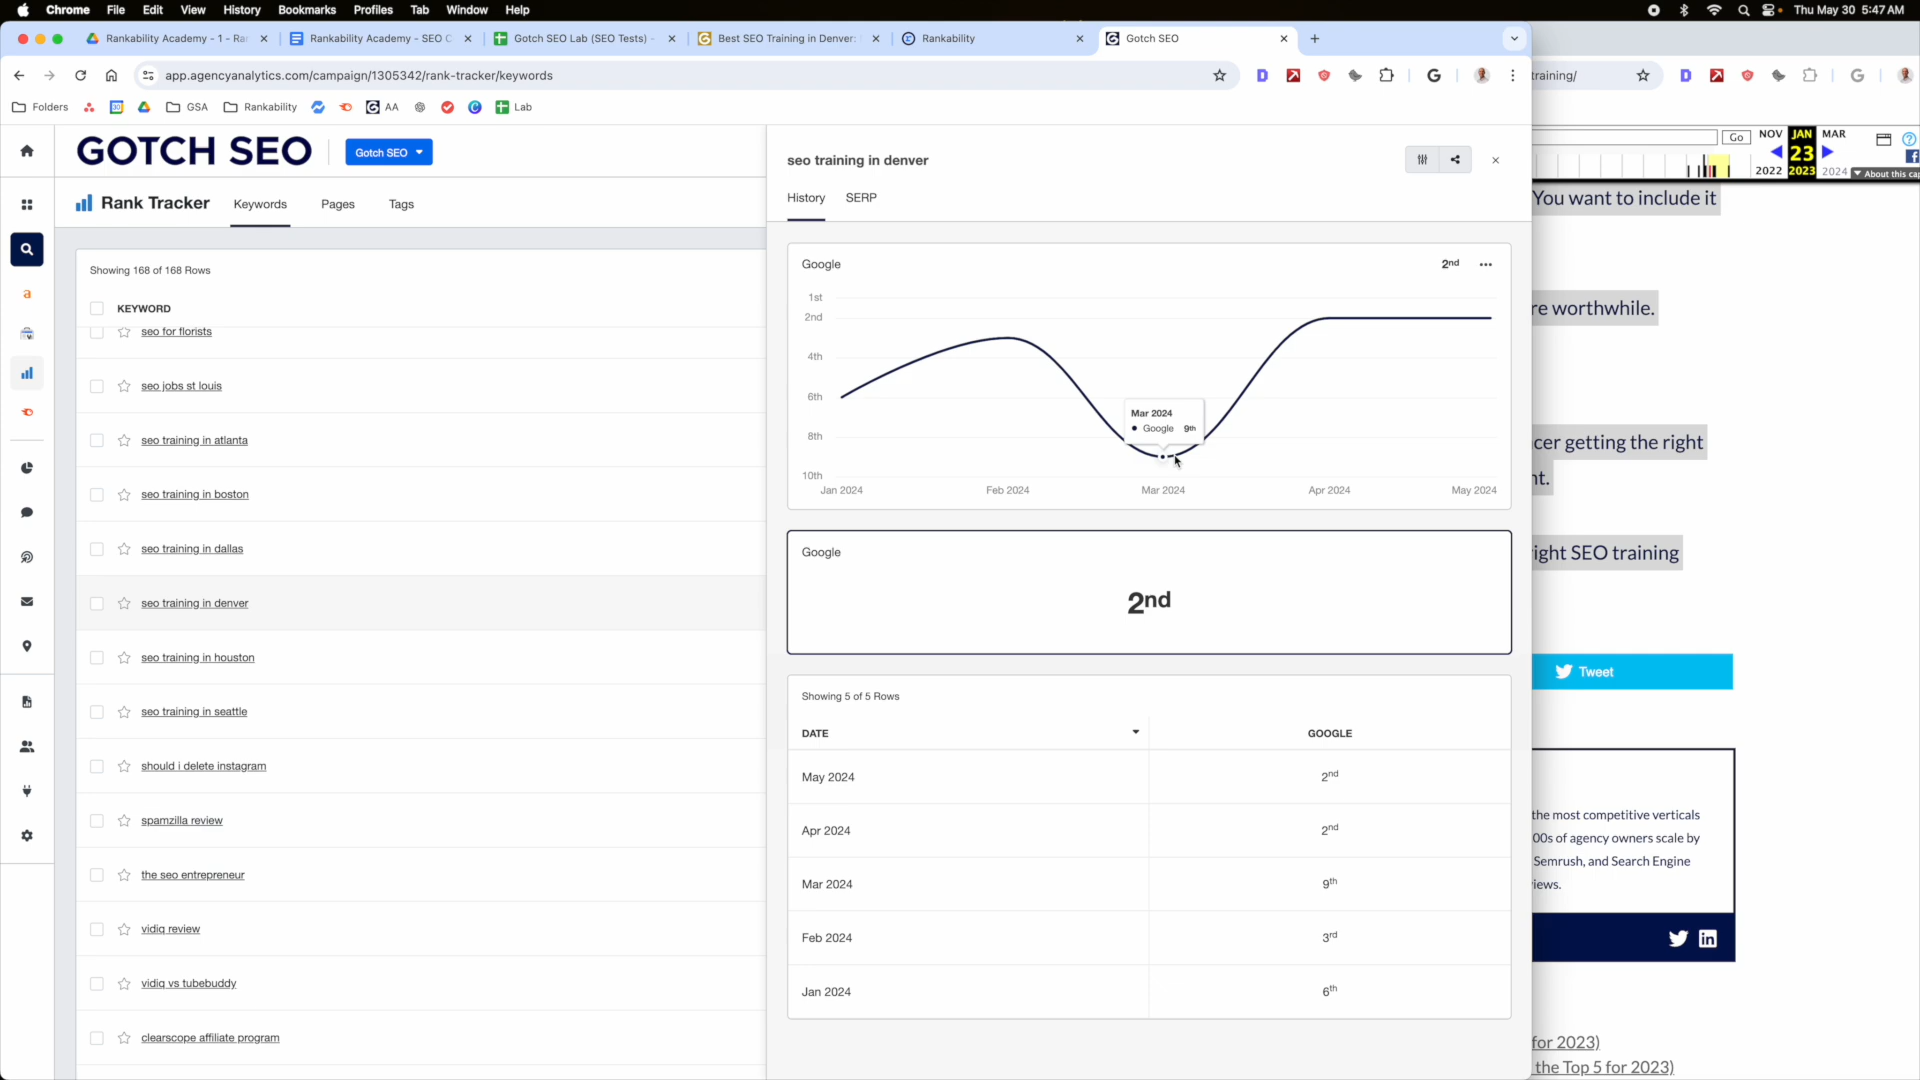 Chrome File Edit View History Bookmarks Profiles Tab Window Help Thu May 30 5:47 AM
Rankability Academy - 1 - Ra
Rankability Academy - SEO C
Gotch SEO Lab (SEO Tests) -
Best SEO Training in Denver:
Rankability
Gotch SEO
app.agencyanalytics.com/campaign/1305342/rank-tracker/keywords
training/
Folders GSA Rankability AA Lab
GOTCH SEO
Gotch SEO
Rank Tracker Keywords Pages Tags
Showing 168 of 168 Rows
KEYWORD
seo for florists
seo jobs st louis
seo training in atlanta
seo training in boston
seo training in dallas
seo training in denver
seo training in houston
seo training in seattle
should i delete instagram
spamzilla review
the seo entrepreneur
vidiq review
vidiq vs tubebuddy
clearscope affiliate program
seo training in denver
History SERP
Google 2nd
1st
2nd
4th
6th
8th
10th
Mar 2024
Google 9th
Jan 2024 Feb 2024 Mar 2024 Apr 2024 May 2024
Google
2nd
Showing 5 of 5 Rows
DATE GOOGLE
May 2024 2nd
Apr 2024 2nd
Mar 2024 9th
Feb 2024 3rd
Jan 2024 6th
Go NOV JAN MAR
23
2022 2023 2024 About this cap
You want to include it
re worthwhile.
cer getting the right
nt.
ight SEO training
Tweet
the most competitive verticals
00s of agency owners scale by
Semrush, and Search Engine
iews.
for 2023)
the Top 5 for 2023)